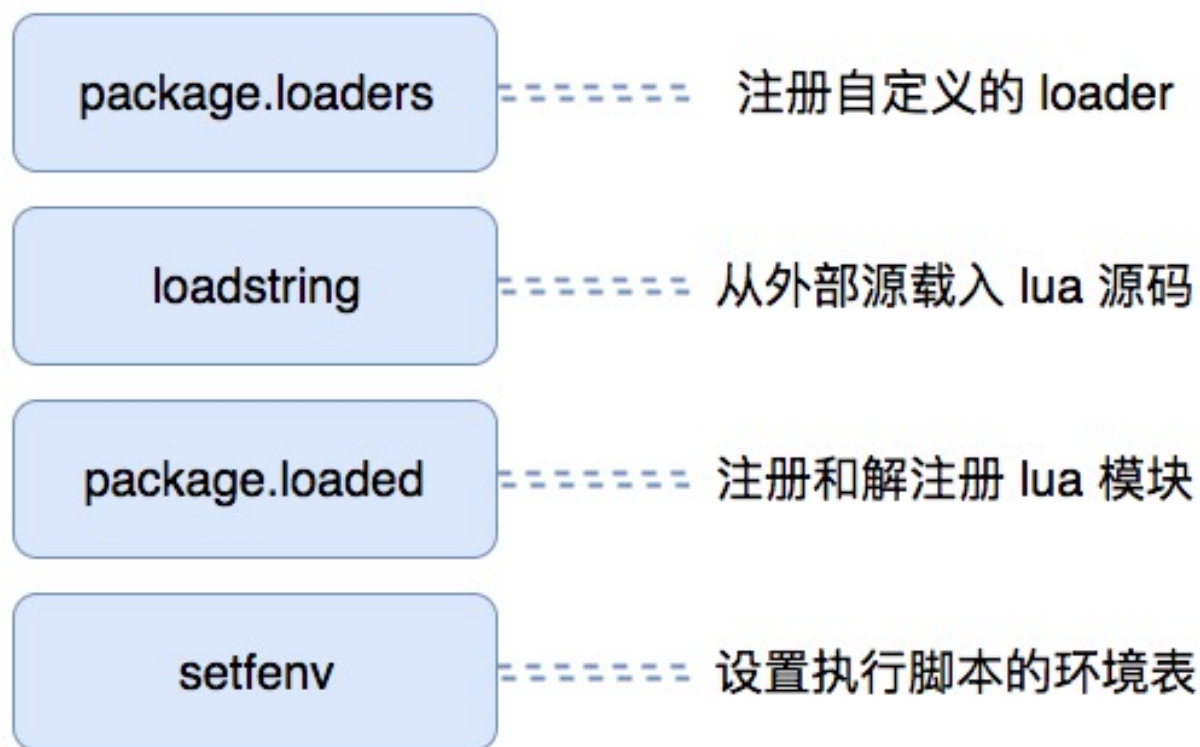 package.loaders 注册自定义的 loader
loadstring 从外部源载入 lua 源码
package.loaded 注册和解注册 lua 模块
setfenv 设置执行脚本的环境表